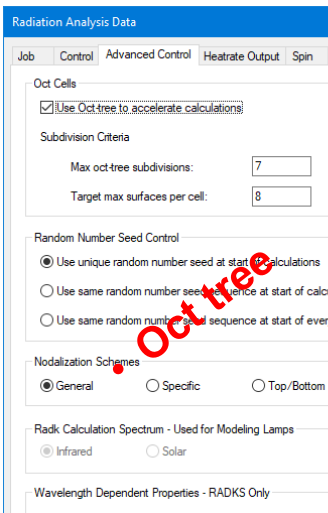 Radiation Analysis Data
Job Control Advanced Control Heatrate Output Spin
Oct Cells
Use Oct-tree to accelerate calculations
Subdivision Criteria
Max oct-tree subdivisions: 7
Target max surfaces per cell: 8
Random Number Seed Control
Use unique random number seed at start of calculations
Use same random number seed sequence at start of calcu
Use same random number seed sequence at start of ever
• Oct tree
Nodalization Schemes
General Specific Top/Bottom
Radk Calculation Spectrum - Used for Modeling Lamps
Infrared Solar
Wavelength Dependent Properties - RADKS Only